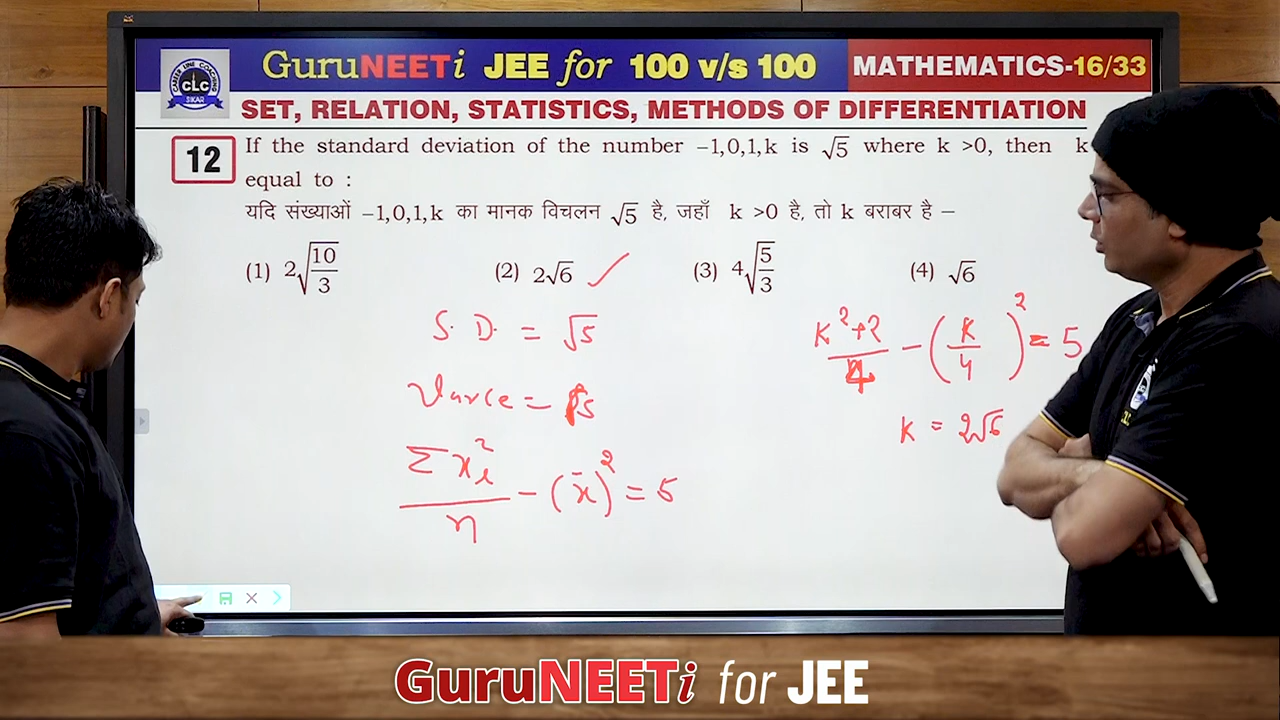 GuruNEETi JEE for 100 v/s 100 MATHEMATICS-16/33
CLC
SIKAR
SET, RELATION, STATISTICS, METHODS OF DIFFERENTIATION
12 If the standard deviation of the number −1,0,1,k is √5 where k >0, then k
equal to :
यदि संख्याओं −1,0,1,k का मानक विचलन √5 है, जहाँ k >0 है, तो k बराबर है −
(1) 2√(10/3) (2) 2√6 ✓ (3) 4√(5/3) (4) √6
S. D. = √5
Varce = 5
Σxi²/n − (x̄)² = 5
(k²+2)/4 − (k/4)² = 5
k = 2√6
GuruNEETi for JEE